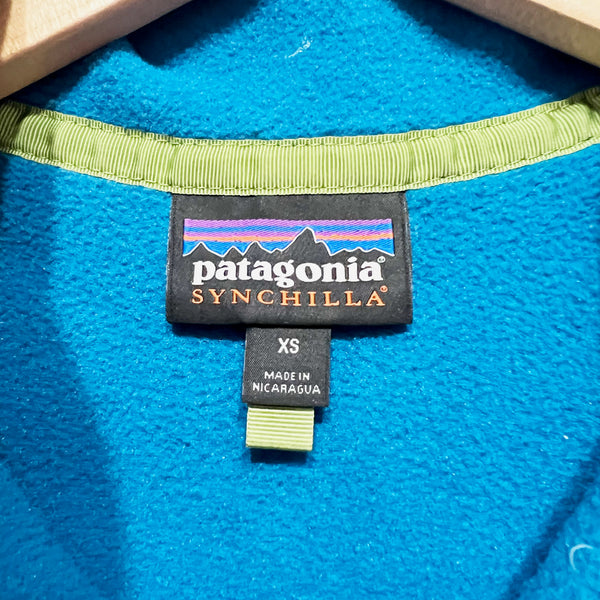 patagonia®
SYNCHILLA®
XS
MADE IN
NICARAGUA